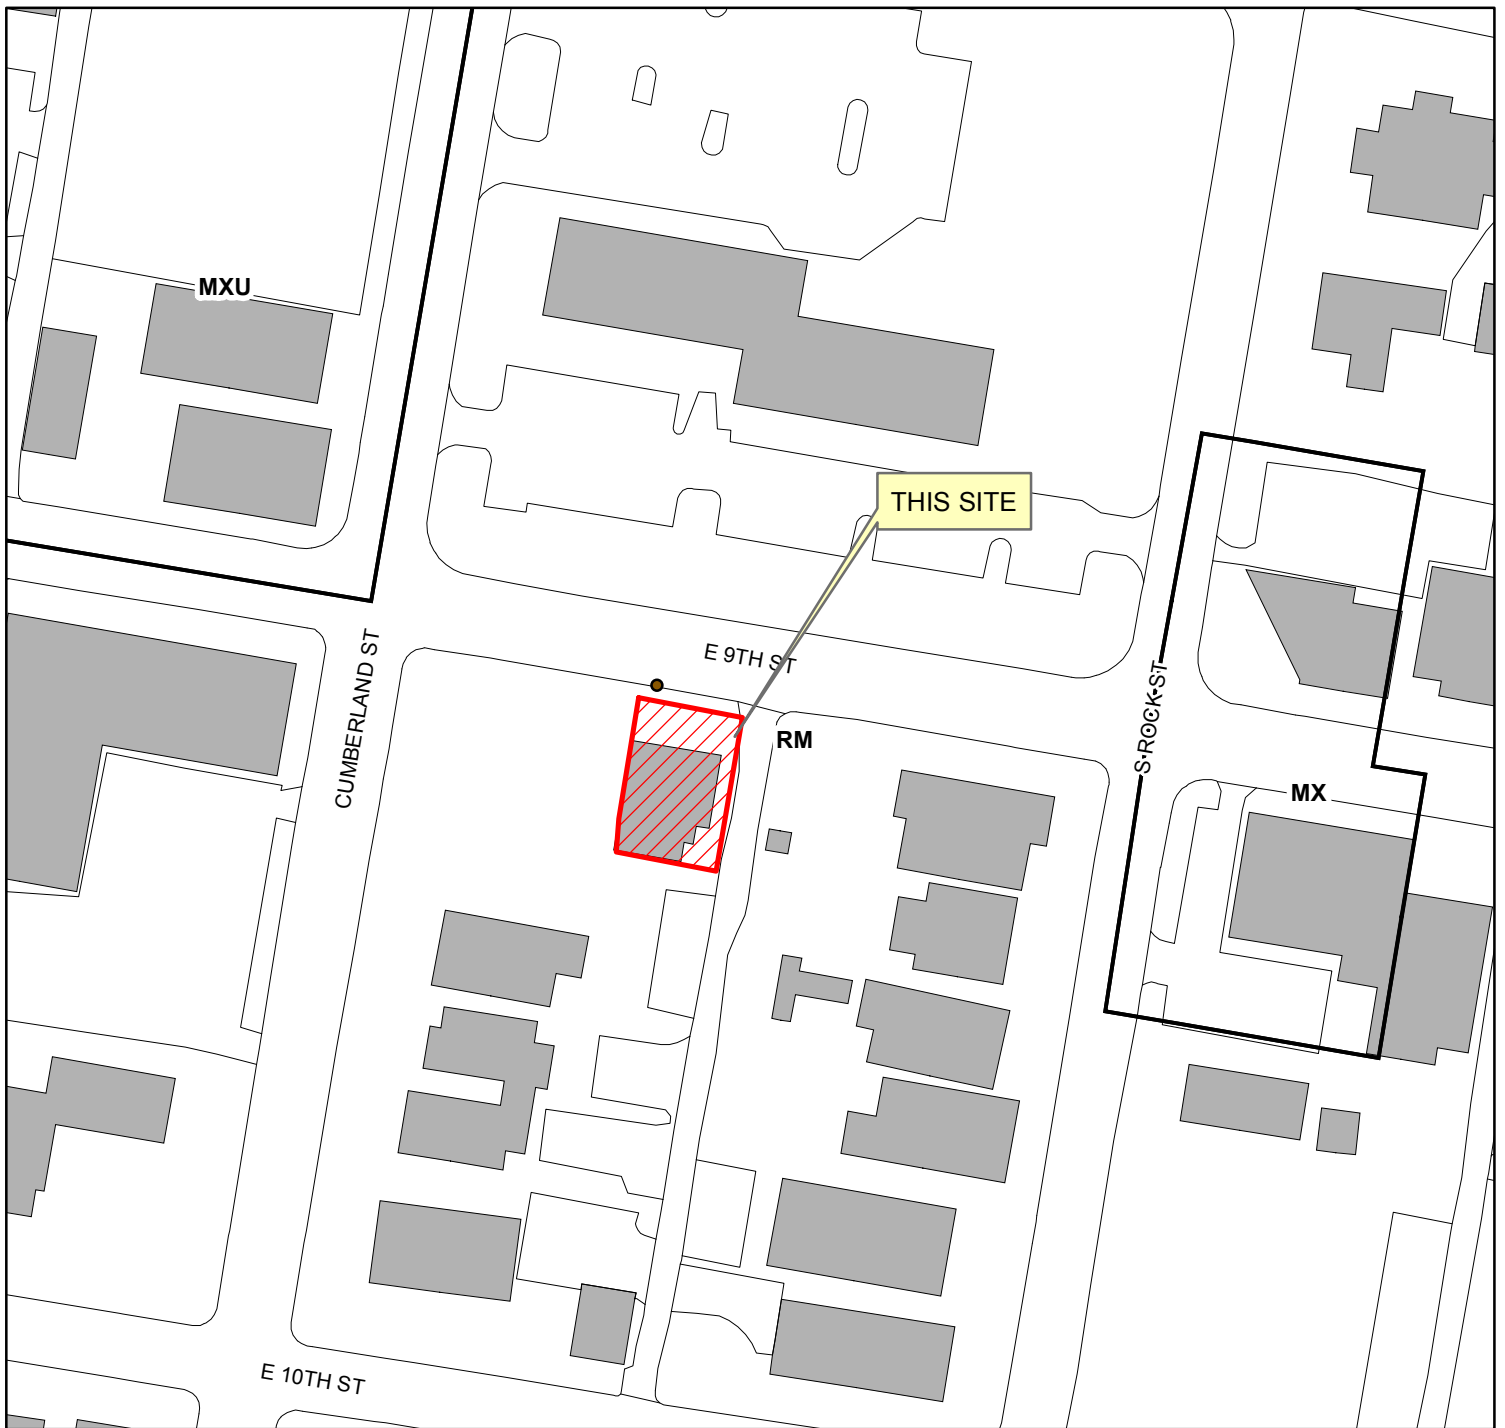 MXU
THIS SITE
E 9TH ST
CUMBERLAND ST
S ROCK ST
RM
MX
E 10TH ST